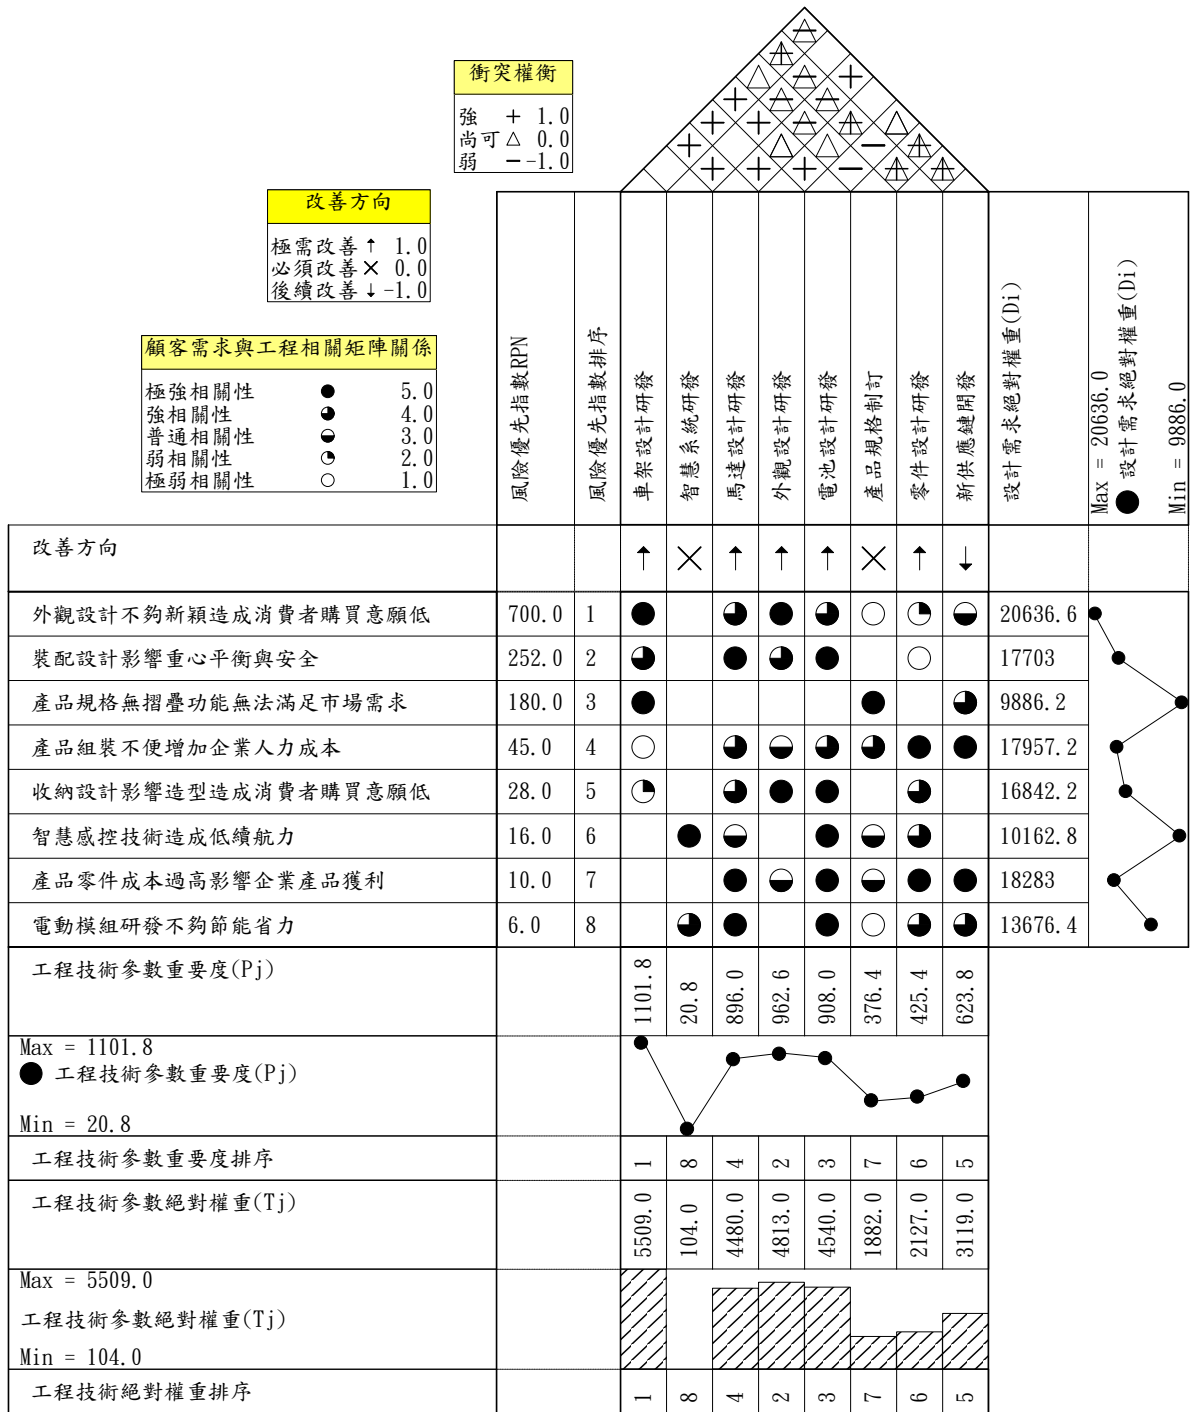 衝突權衡
強 + 1.0
尚可△ 0.0
弱 − -1.0
改善方向
極需改善↑ 1.0
必須改善× 0.0
後續改善↓-1.0
顧客需求與工程相關矩陣關係
極強相關性 ● 5.0
強相關性 4.0
普通相關性 3.0
弱相關性 2.0
極弱相關性 ○ 1.0
風險優先指數RPN
風險優先指數排序
車架設計研發
智慧系統研發
馬達設計研發
外觀設計研發
電池設計研發
產品規格制訂
零件設計研發
新供應鏈開發
設計需求絕對權重(Di)
Max = 20636.0
● 設計需求絕對權重(Di)
Min = 9886.0
改善方向 ↑ × ↑ ↑ ↑ × ↑ ↓
外觀設計不夠新穎造成消費者購買意願低 700.0 1 20636.6
裝配設計影響重心平衡與安全 252.0 2 17703
產品規格無摺疊功能無法滿足市場需求 180.0 3 9886.2
產品組裝不便增加企業人力成本 45.0 4 17957.2
收納設計影響造型造成消費者購買意願低 28.0 5 16842.2
智慧感控技術造成低續航力 16.0 6 10162.8
產品零件成本過高影響企業產品獲利 10.0 7 18283
電動模組研發不夠節能省力 6.0 8 13676.4
工程技術參數重要度(Pj) 1101.8 20.8 896.0 962.6 908.0 376.4 425.4 623.8
Max = 1101.8
● 工程技術參數重要度(Pj)
Min = 20.8
工程技術參數重要度排序 1 8 4 2 3 7 6 5
工程技術參數絕對權重(Tj) 5509.0 104.0 4480.0 4813.0 4540.0 1882.0 2127.0 3119.0
Max = 5509.0
工程技術參數絕對權重(Tj)
Min = 104.0
工程技術絕對權重排序 1 8 4 2 3 7 6 5